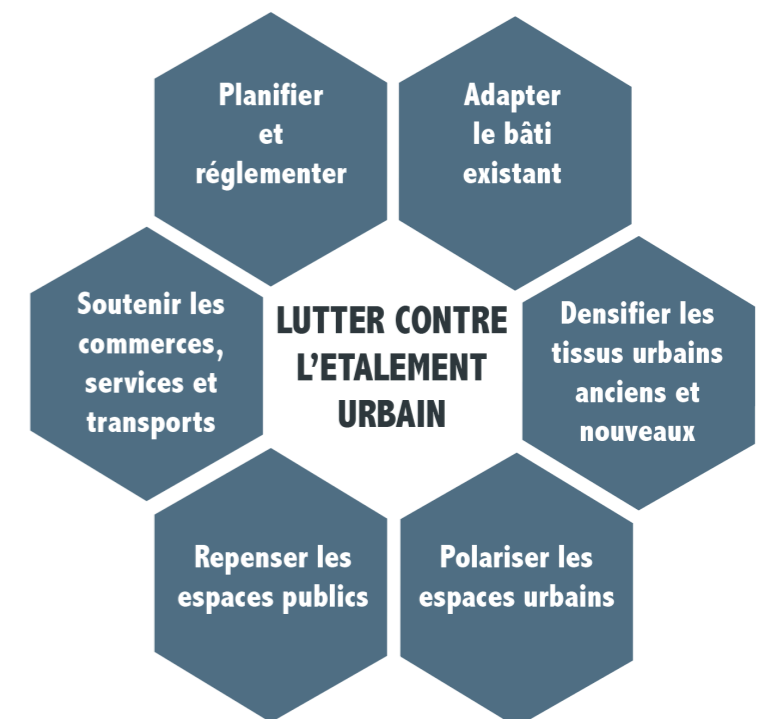 Planifier
et
réglementer
Adapter
le bâti
existant
Soutenir les
commerces,
services et
transports
LUTTER CONTRE
L'ETALEMENT
URBAIN
Densifier les
tissus urbains
anciens et
nouveaux
Repenser les
espaces publics
Polariser les
espaces urbains